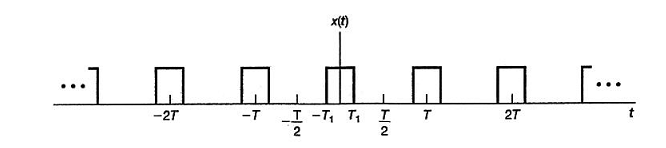 x(t)
••• •••
−2T −T −T/2 −T₁ T₁ T/2 T 2T t